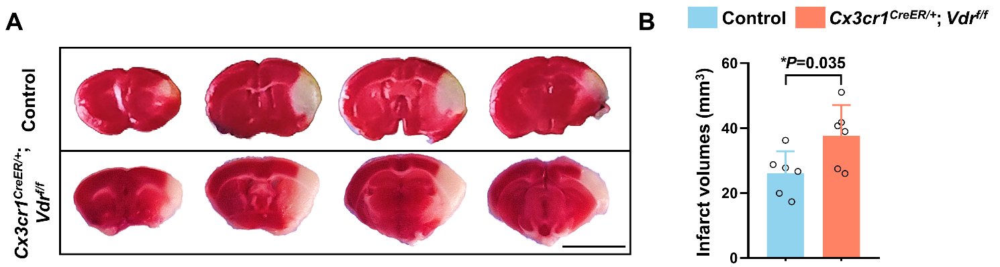 A
Control
Cx3cr1CreER/+;
Vdrf/f
B
Control
Cx3cr1CreER/+; Vdrf/f
*P=0.035
Infarct volumes (mm3)
60
40
20
0